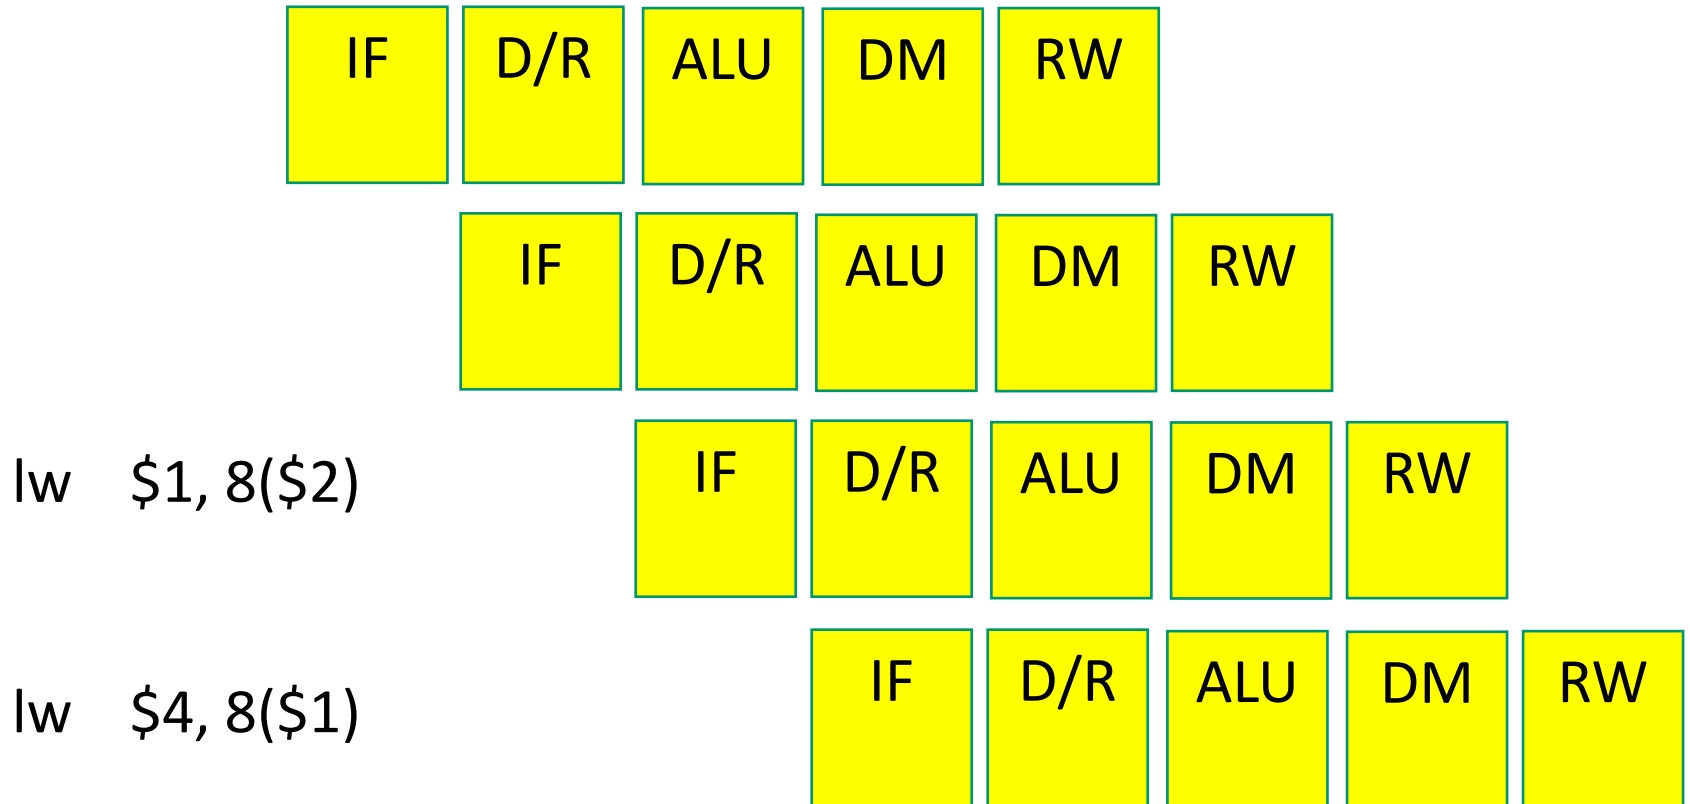 IF D/R ALU DM RW
IF D/R ALU DM RW
lw $1, 8($2) IF D/R ALU DM RW
lw $4, 8($1) IF D/R ALU DM RW